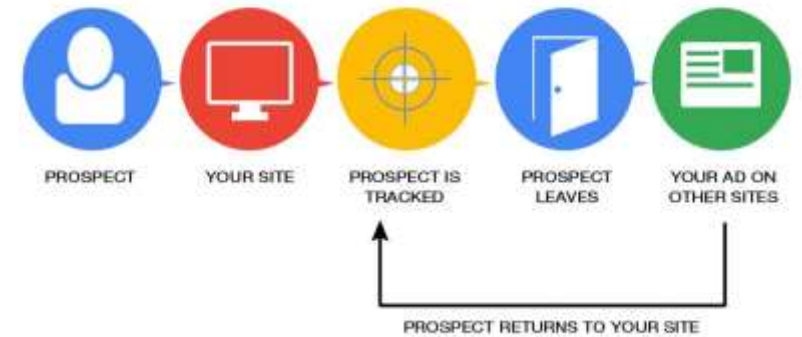 PROSPECT
YOUR SITE
PROSPECT IS
TRACKED
PROSPECT
LEAVES
YOUR AD ON
OTHER SITES
PROSPECT RETURNS TO YOUR SITE